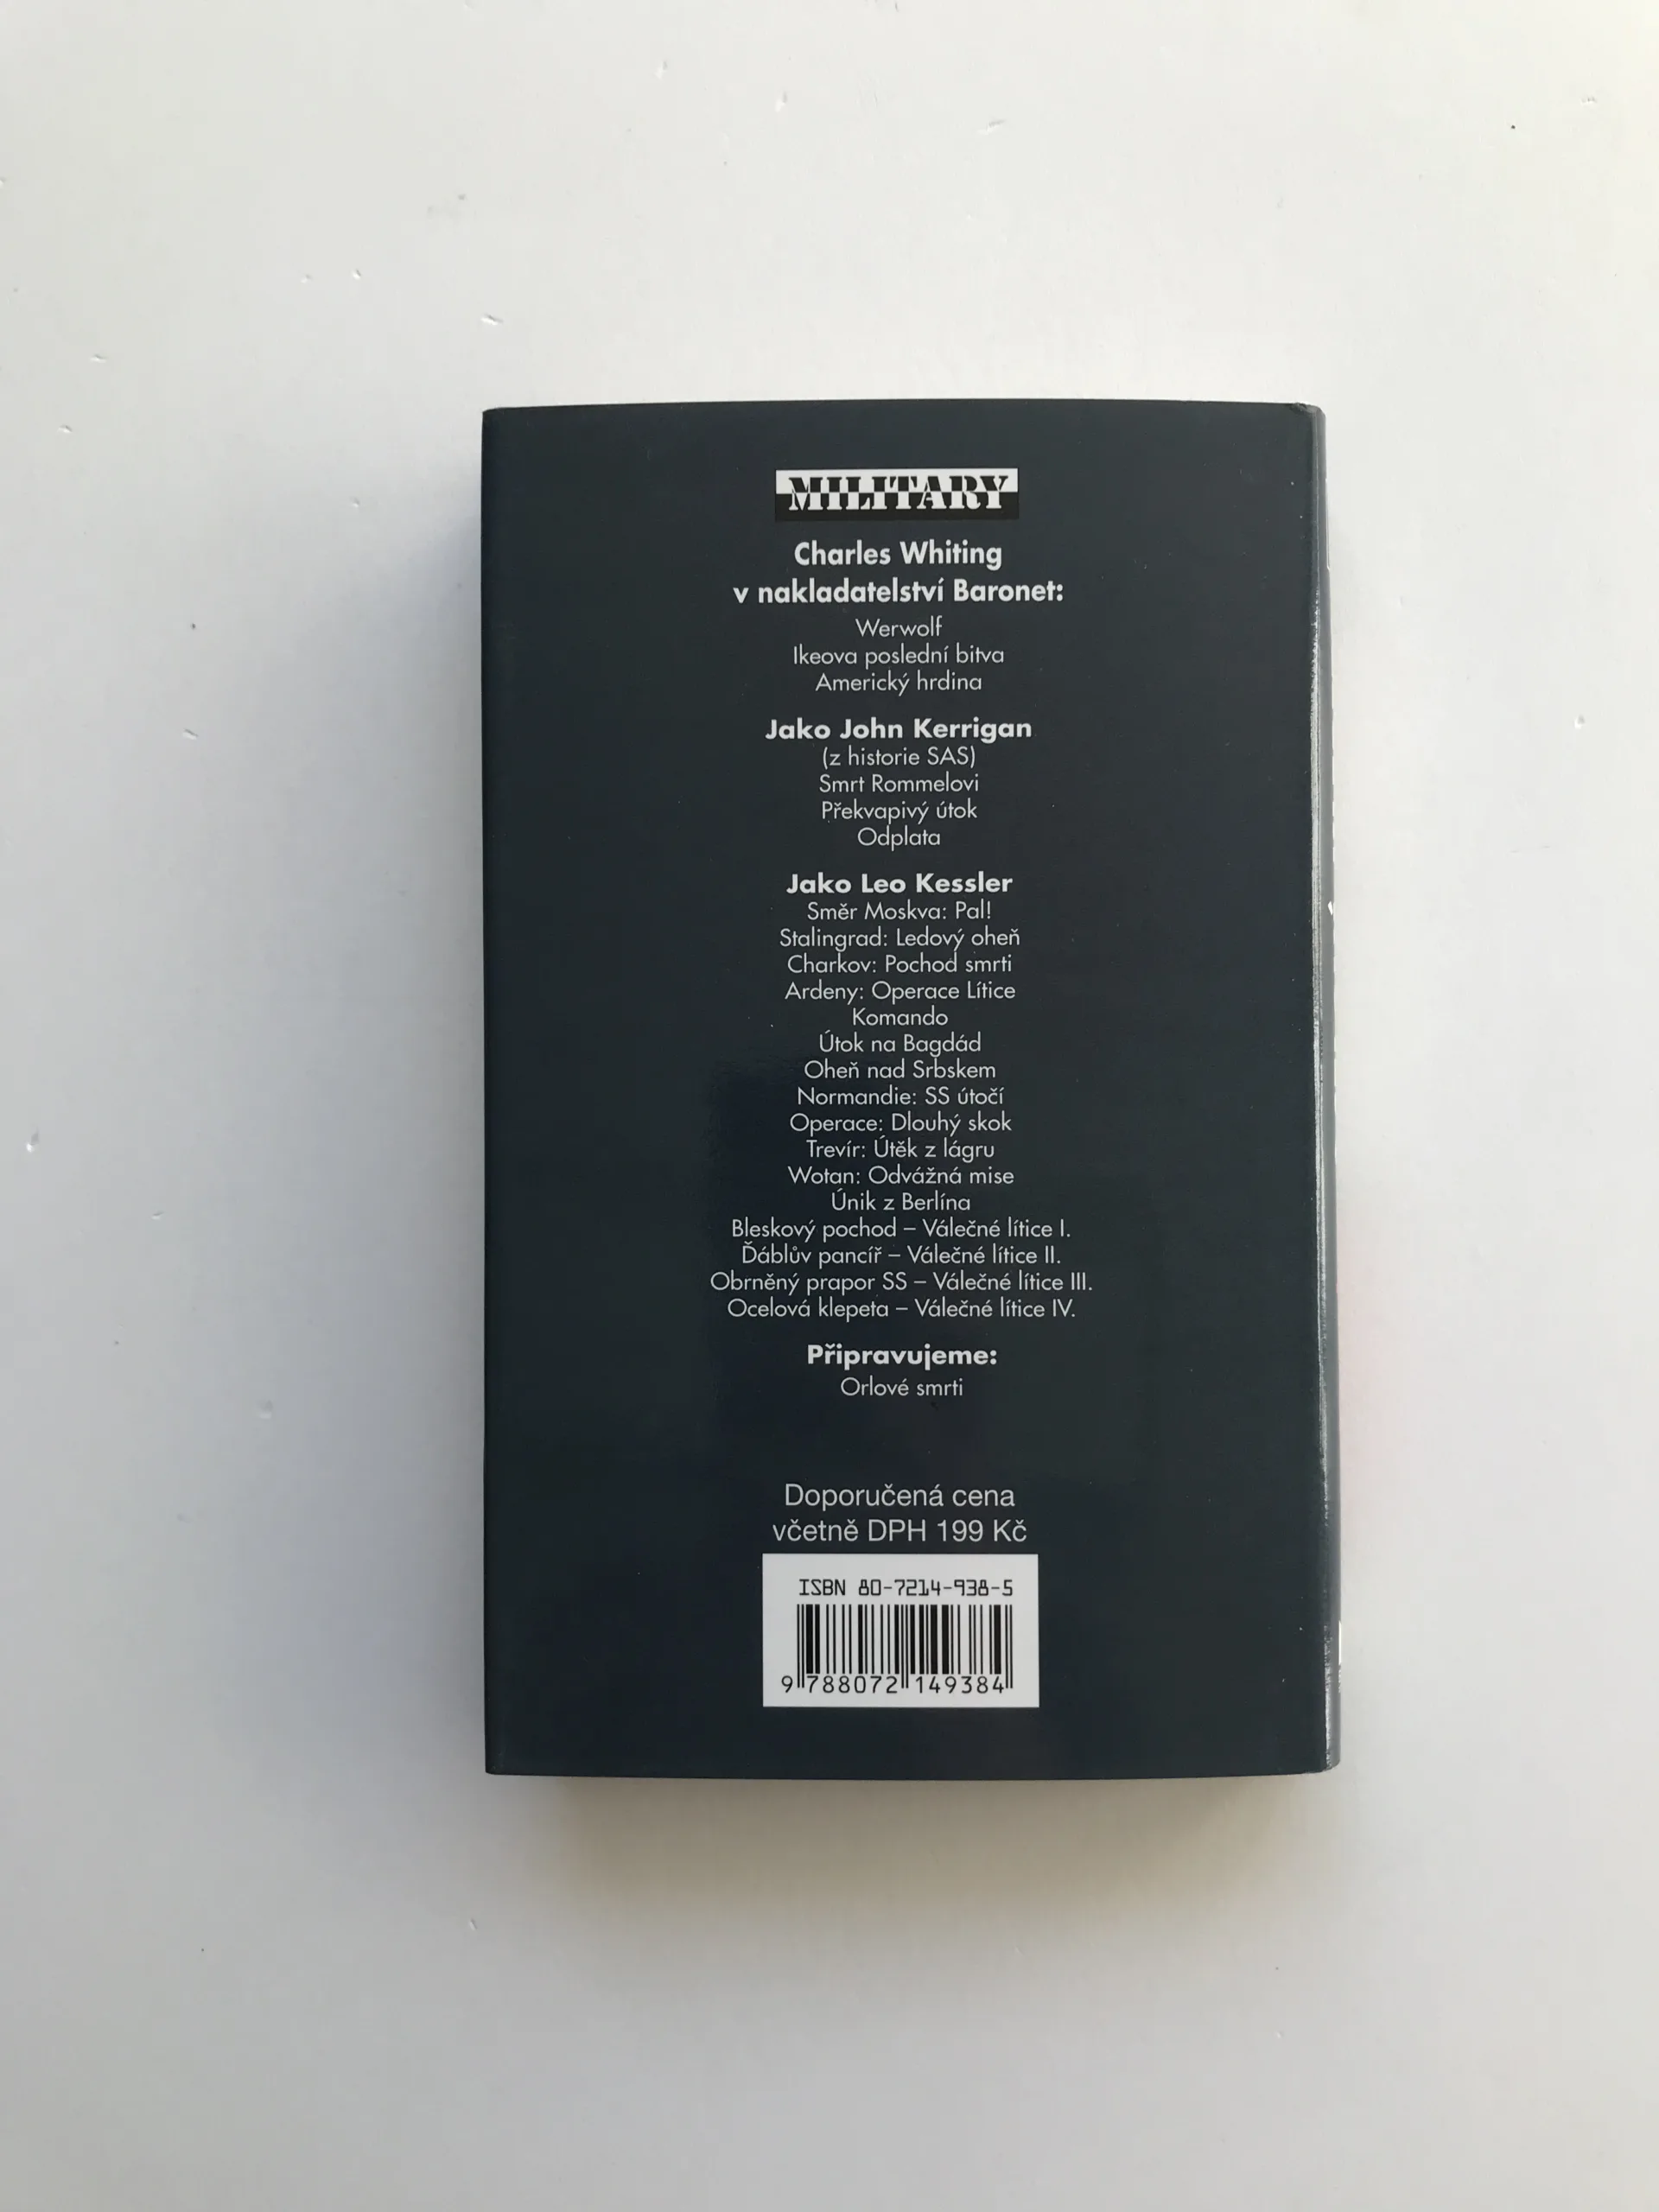 MILITARY
Charles Whiting
v nakladatelství Baronet:
Werwolf
Ikeova poslední bitva
Americký hrdina
Jako John Kerrigan
(z historie SAS)
Smrt Rommelovi
Překvapivý útok
Odplata
Jako Leo Kessler
Směr Moskva: Pal!
Stalingrad: Ledový oheň
Charkov: Pochod smrti
Ardeny: Operace Lítice
Komando
Útok na Bagdád
Oheň nad Srbskem
Normandie: SS útočí
Operace: Dlouhý skok
Trevír: Útěk z lágru
Wotan: Odvážná mise
Únik z Berlína
Bleskový pochod – Válečné lítice I.
Ďáblův pancíř – Válečné lítice II.
Obrněný prapor SS – Válečné lítice III.
Ocelová klepeta – Válečné lítice IV.
Připravujeme:
Orlové smrti
Doporučená cena
včetně DPH 199 Kč
ISBN 80-7214-938-5
9 788072 149384